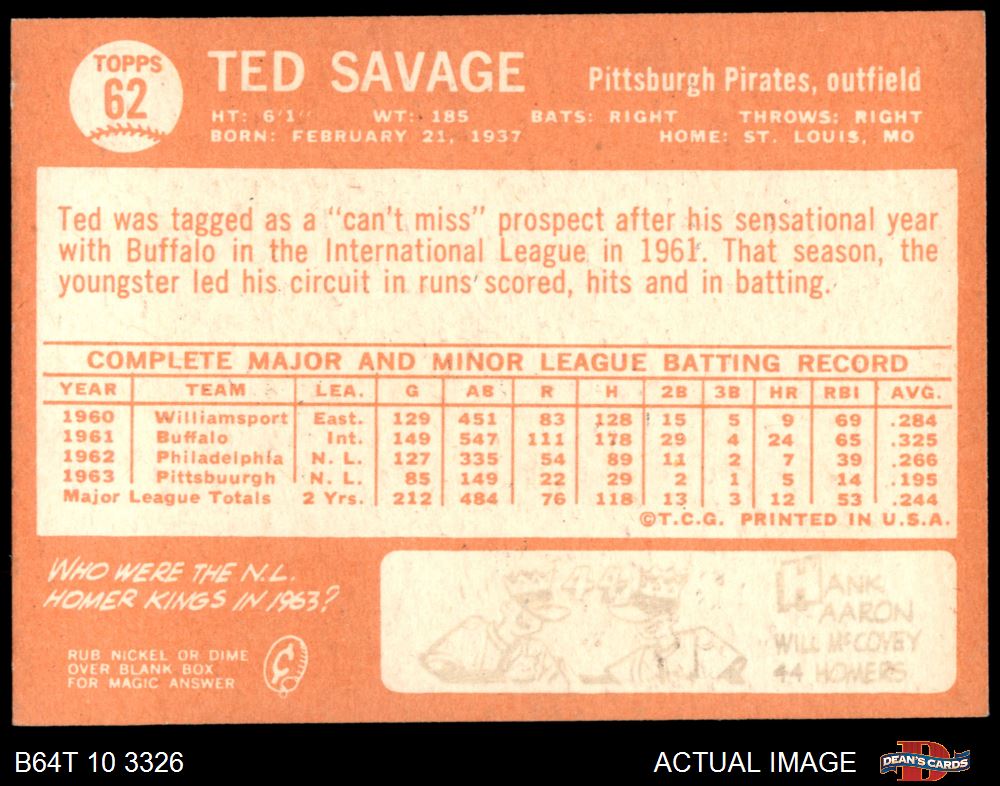 TOPPS
62
TED SAVAGE
Pittsburgh Pirates, outfield
HT: 6'1" WT: 185 BATS: RIGHT THROWS: RIGHT
BORN: FEBRUARY 21, 1937 HOME: ST. LOUIS, MO
Ted was tagged as a "can't miss" prospect after his sensational year
with Buffalo in the International League in 1961. That season, the
youngster led his circuit in runs scored, hits and in batting.
COMPLETE MAJOR AND MINOR LEAGUE BATTING RECORD
YEAR TEAM LEA. G AB R H 2B 3B HR RBI AVG.
1960 Williamsport East. 129 451 83 128 15 5 9 69 .284
1961 Buffalo Int. 149 547 111 178 29 4 24 65 .325
1962 Philadelphia N. L. 127 335 54 89 11 2 7 39 .266
1963 Pittsbuurgh N. L. 85 149 22 29 2 1 5 14 .195
Major League Totals 2 Yrs. 212 484 76 118 13 3 12 53 .244
©T.C.G. PRINTED IN U.S.A.
WHO WERE THE N.L.
HOMER KINGS IN 1963?
RUB NICKEL OR DIME
OVER BLANK BOX
FOR MAGIC ANSWER
44
HANK
AARON
WILL McCOVEY
44 HOMERS
B64T 10 3326
ACTUAL IMAGE
DEAN'S CARDS